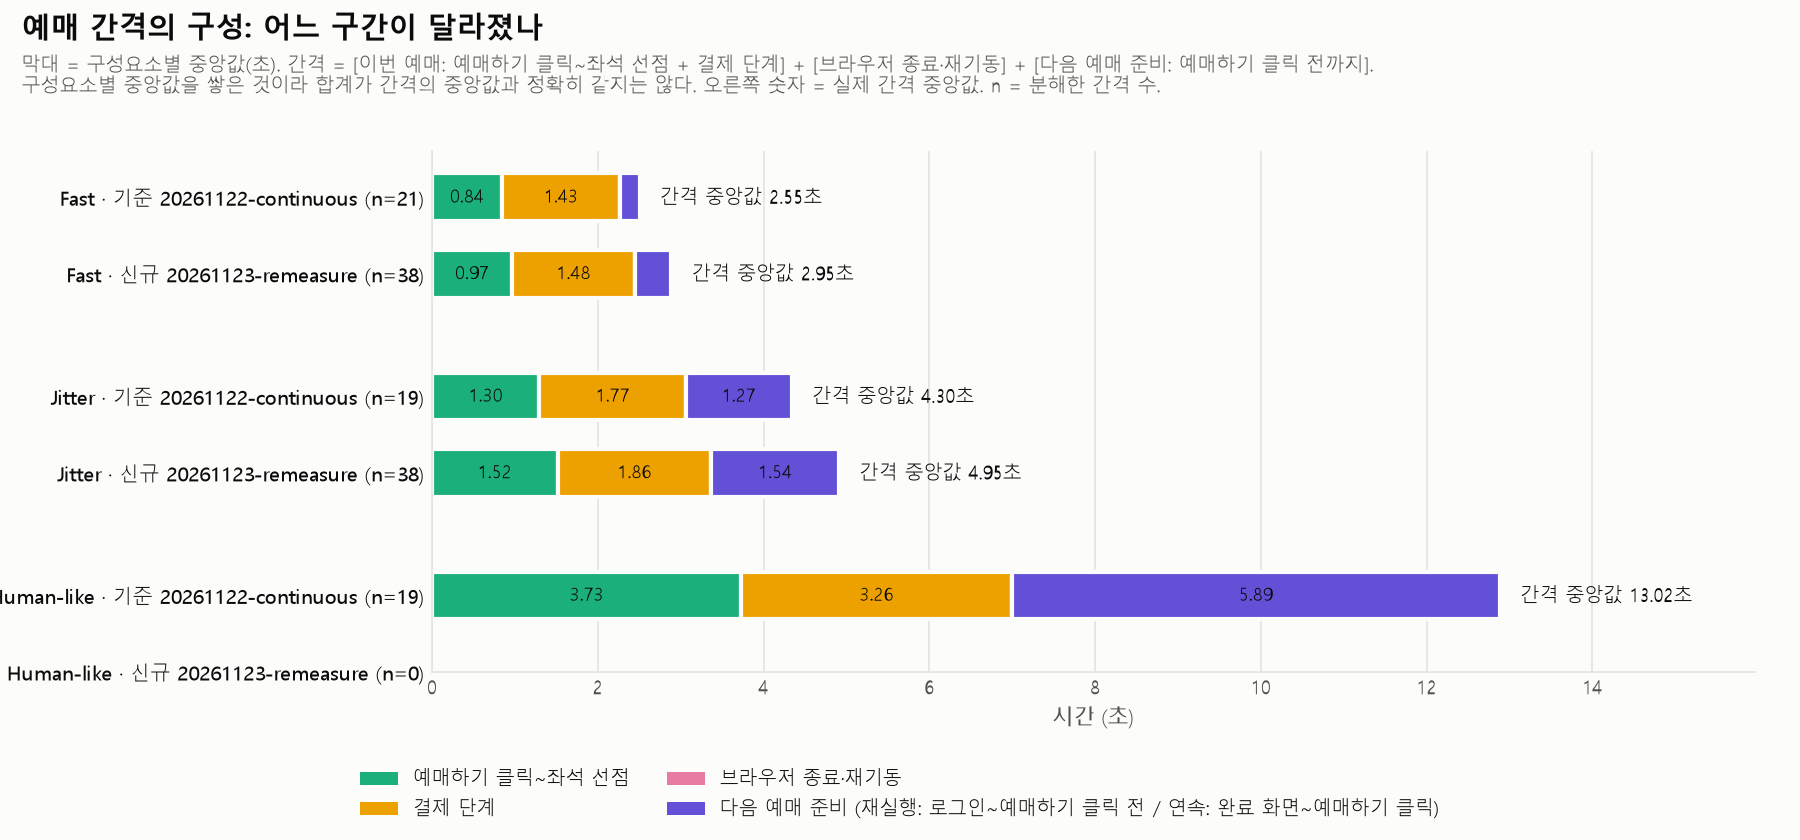 예매 간격의 구성: 어느 구간이 달라졌나
막대 = 구성요소별 중앙값(초). 간격 = [이번 예매: 예매하기 클릭~좌석 선점 + 결제 단계] + [브라우저 종료·재기동] + [다음 예매 준비: 예매하기 클릭 전까지].
구성요소별 중앙값을 쌓은 것이라 합계가 간격의 중앙값과 정확히 같지는 않다. 오른쪽 숫자 = 실제 간격 중앙값. n = 분해한 간격 수.
Fast · 기준 20261122-continuous (n=21) 0.84 1.43 간격 중앙값 2.55초
Fast · 신규 20261123-remeasure (n=38) 0.97 1.48 간격 중앙값 2.95초
Jitter · 기준 20261122-continuous (n=19) 1.30 1.77 1.27 간격 중앙값 4.30초
Jitter · 신규 20261123-remeasure (n=38) 1.52 1.86 1.54 간격 중앙값 4.95초
Human-like · 기준 20261122-continuous (n=19) 3.73 3.26 5.89 간격 중앙값 13.02초
Human-like · 신규 20261123-remeasure (n=0)
0 2 4 6 8 10 12 14
시간 (초)
예매하기 클릭~좌석 선점 브라우저 종료·재기동
결제 단계 다음 예매 준비 (재실행: 로그인~예매하기 클릭 전 / 연속: 완료 화면~예매하기 클릭)